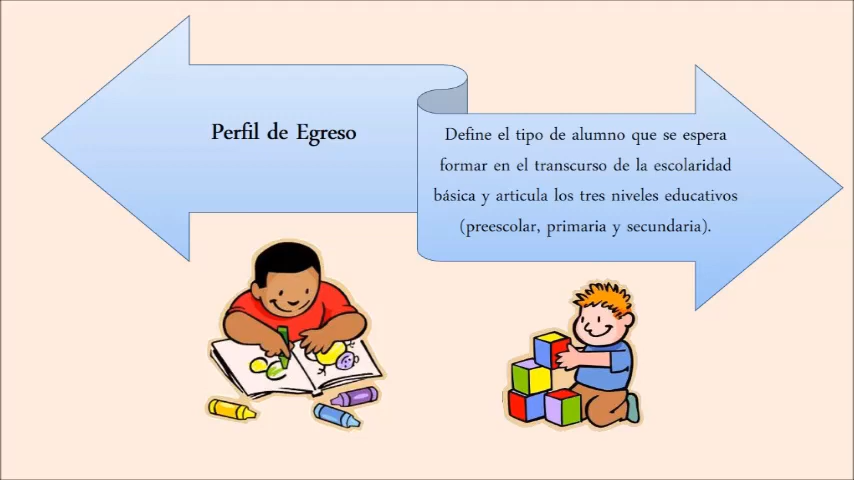 Perfil de Egreso
Define el tipo de alumno que se espera
formar en el transcurso de la escolaridad
básica y articula los tres niveles educativos
(preescolar, primaria y secundaria).